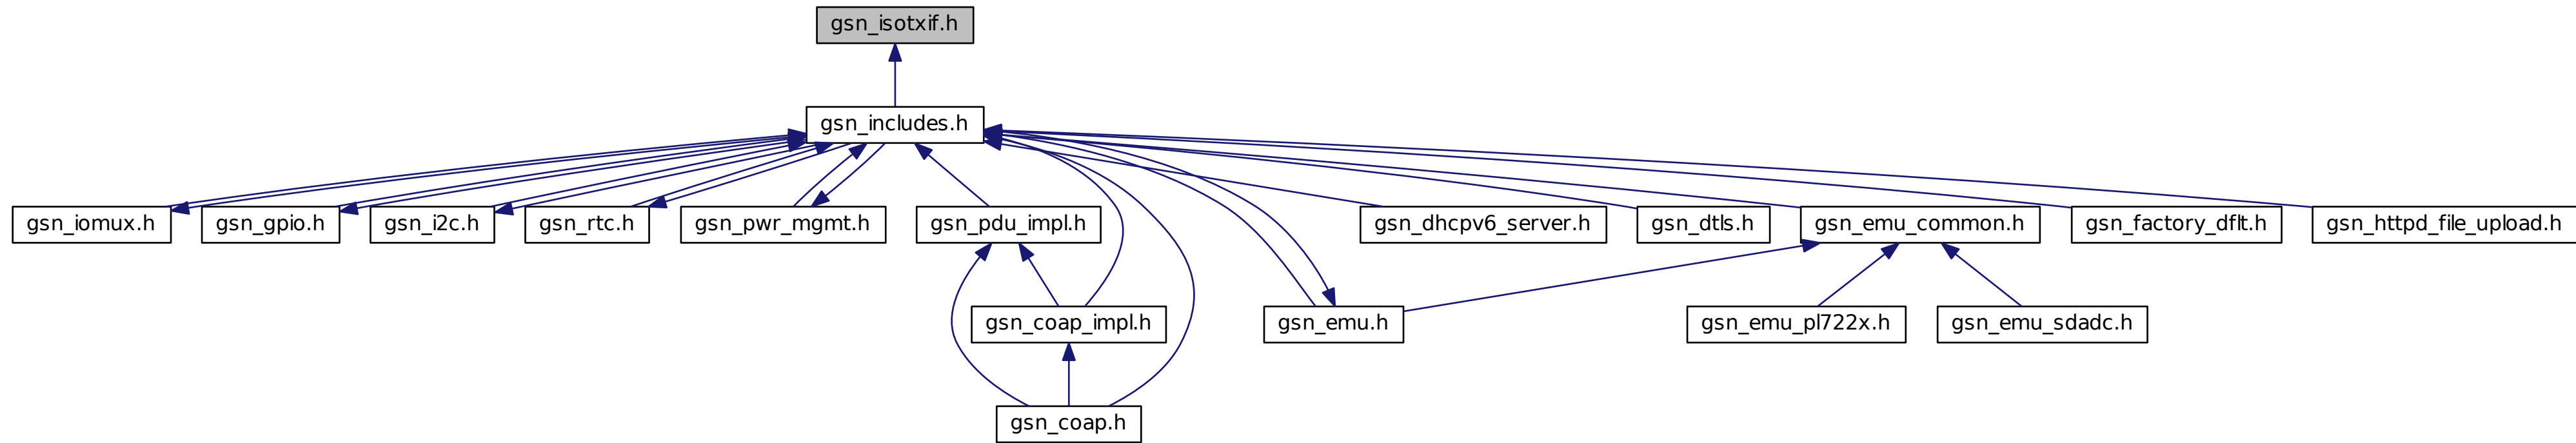 gsn_isotxif.h
gsn_includes.h
gsn_iomux.h
gsn_gpio.h
gsn_i2c.h
gsn_rtc.h
gsn_pwr_mgmt.h
gsn_pdu_impl.h
gsn_dhcpv6_server.h
gsn_dtls.h
gsn_emu_common.h
gsn_factory_dflt.h
gsn_httpd_file_upload.h
gsn_coap_impl.h
gsn_emu.h
gsn_emu_pl722x.h
gsn_emu_sdadc.h
gsn_coap.h